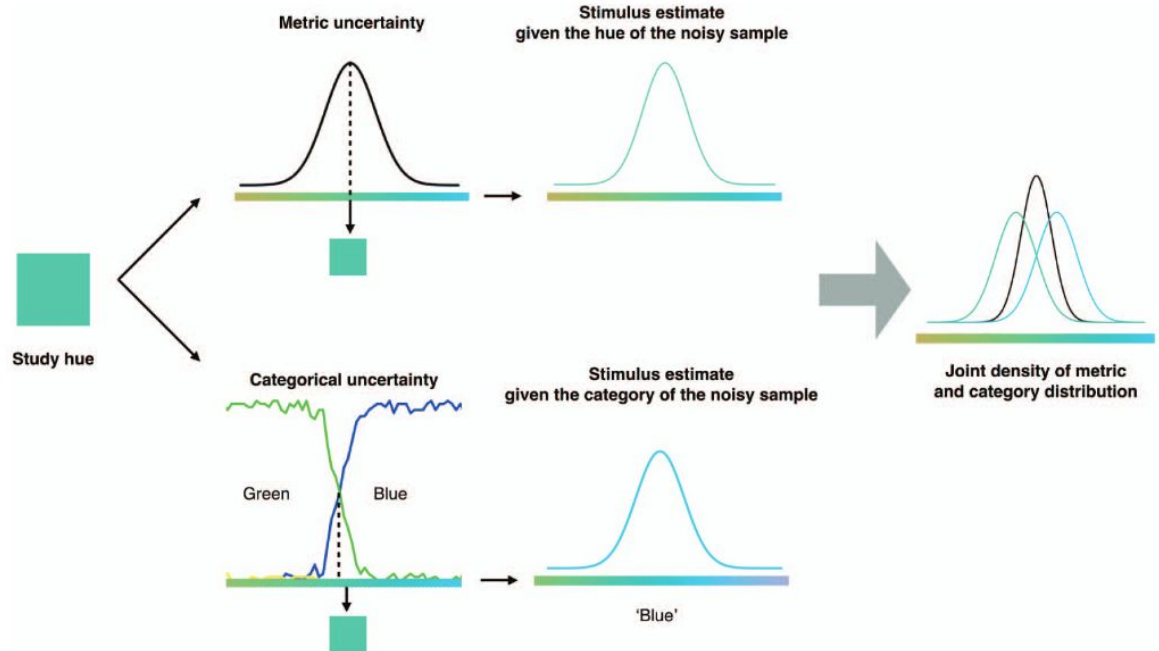 Metric uncertainty
Stimulus estimate
given the hue of the noisy sample
Study hue
Categorical uncertainty
Green
Blue
Stimulus estimate
given the category of the noisy sample
'Blue'
Joint density of metric
and category distribution